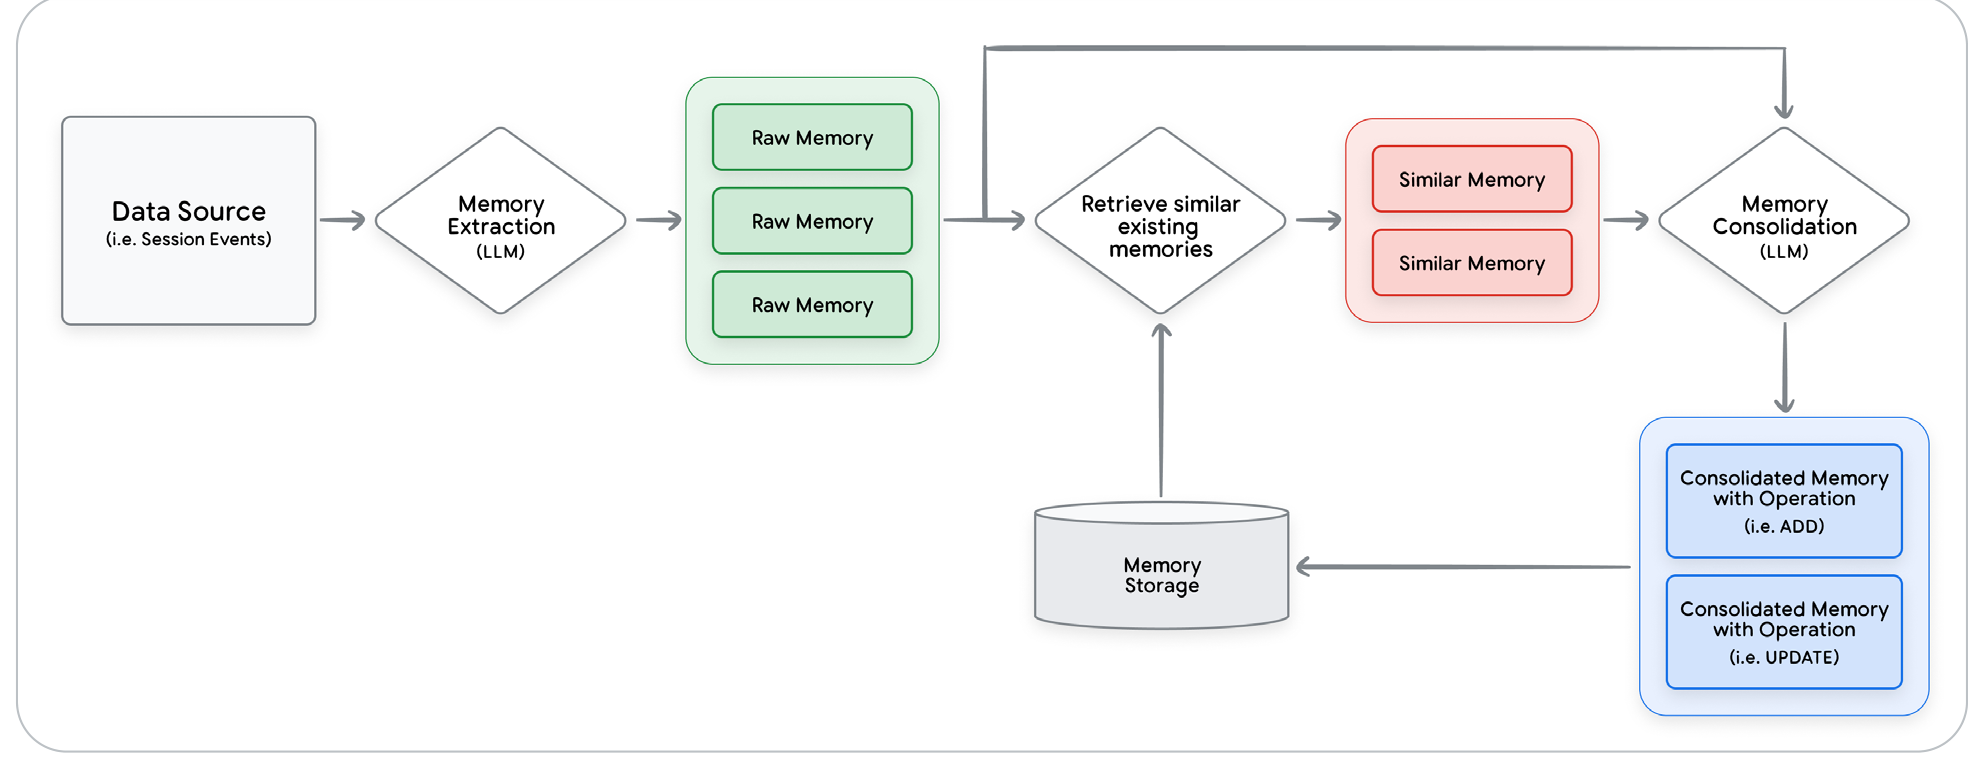 Data Source
(i.e. Session Events)
Memory
Extraction
(LLM)
Raw Memory
Raw Memory
Raw Memory
Retrieve similar
existing
memories
Similar Memory
Similar Memory
Memory
Consolidation
(LLM)
Consolidated Memory
with Operation
(i.e. ADD)
Consolidated Memory
with Operation
(i.e. UPDATE)
Memory
Storage